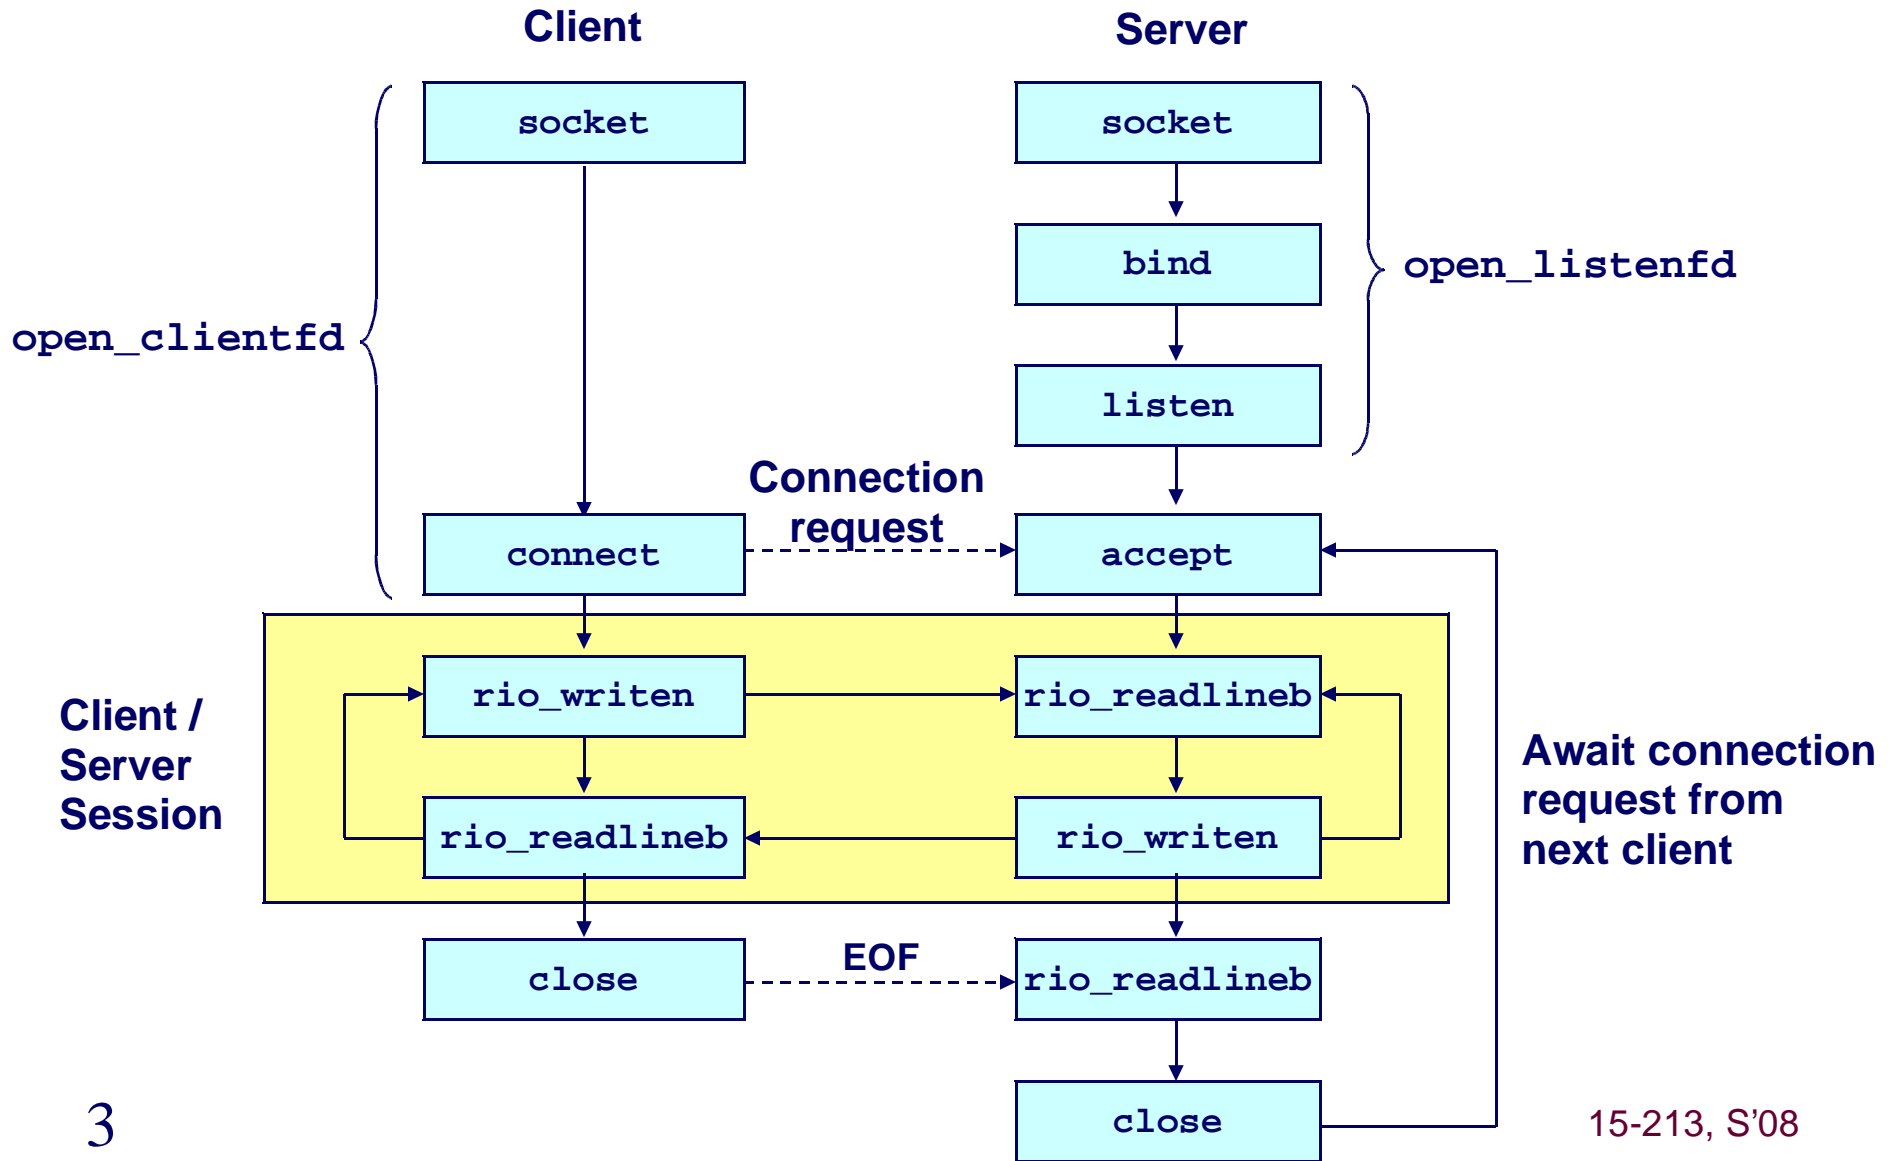 Client
Server
socket
socket
bind
open_listenfd
open_clientfd
listen
Connection
request
connect
accept
Client /
Server
Session
rio_writen
rio_readlineb
rio_readlineb
rio_writen
Await connection
request from
next client
close
EOF
rio_readlineb
close
3
15-213, S’08